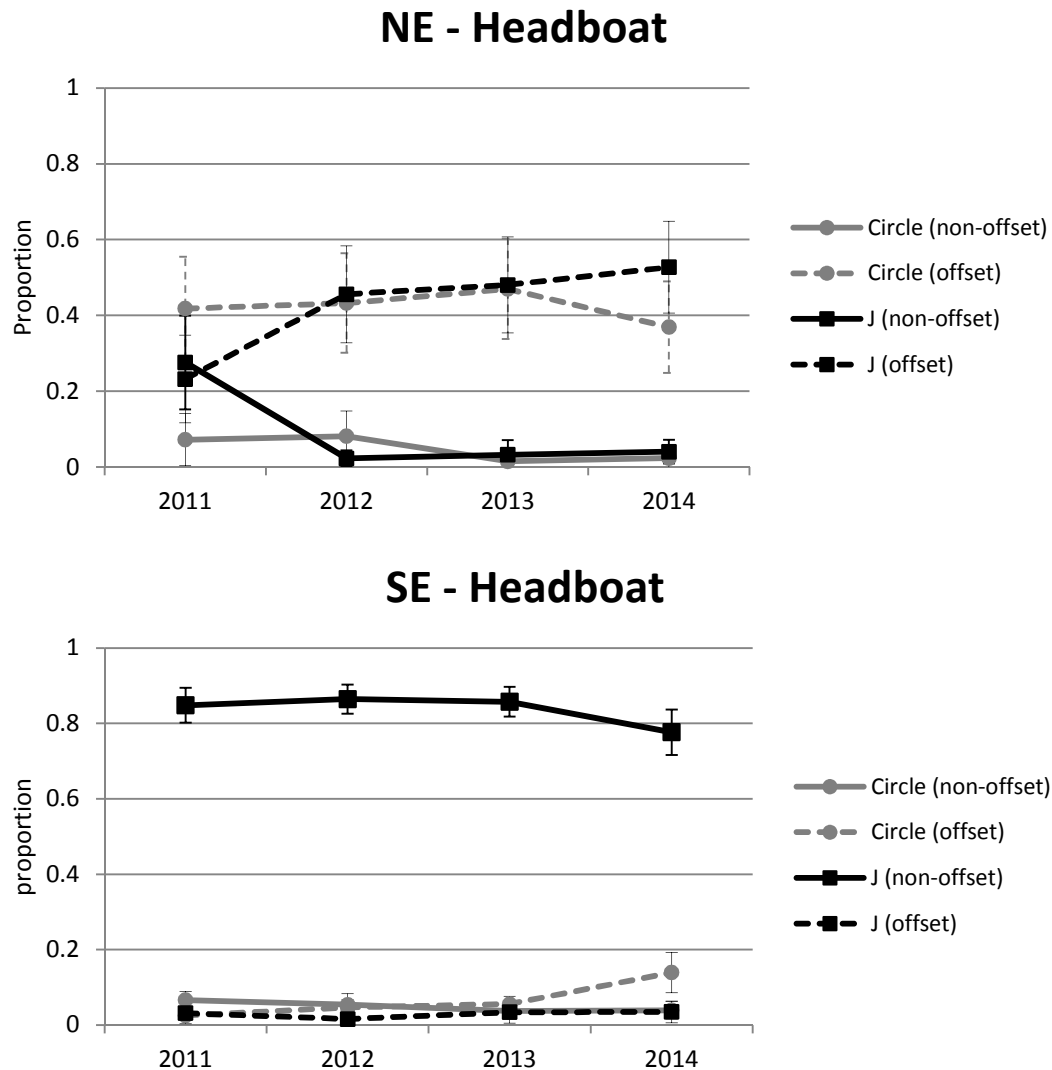 NE - Headboat
1
0.8
0.6
0.4
0.2
0
Proportion
2011 2012 2013 2014
Circle (non-offset)
Circle (offset)
J (non-offset)
J (offset)
SE - Headboat
1
0.8
0.6
0.4
0.2
0
proportion
2011 2012 2013 2014
Circle (non-offset)
Circle (offset)
J (non-offset)
J (offset)